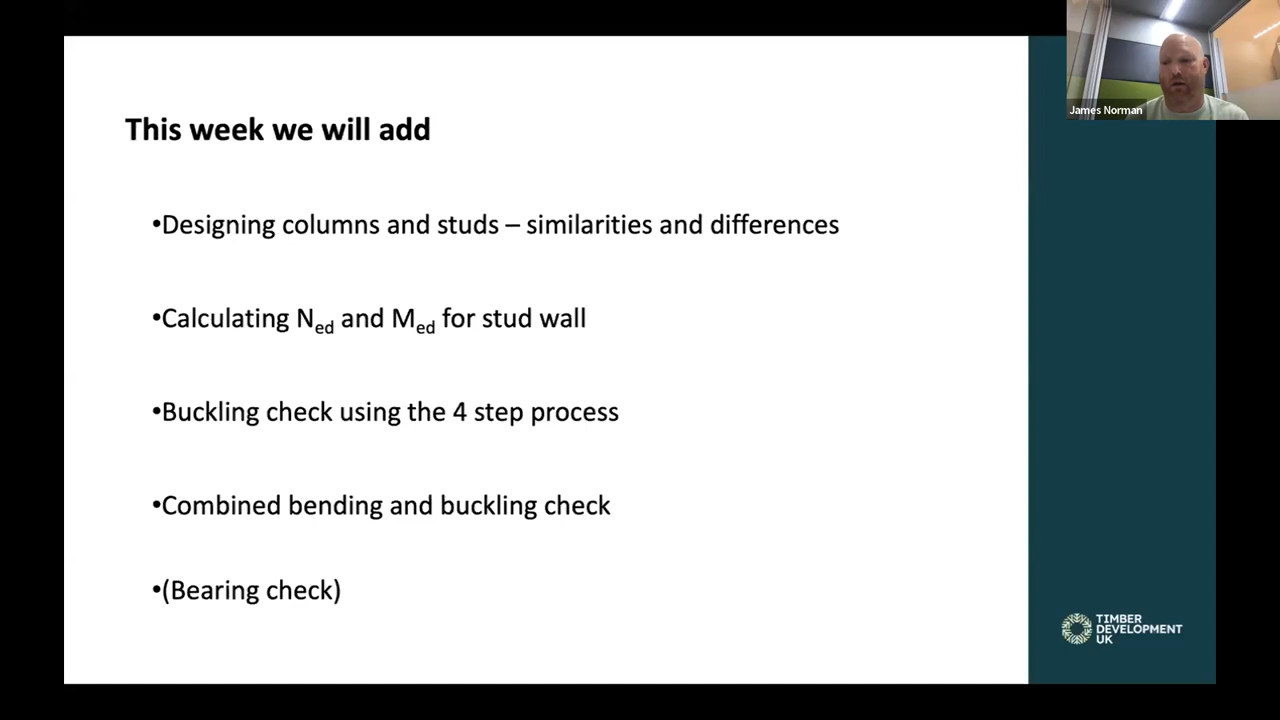 James Norman
This week we will add
•Designing columns and studs – similarities and differences
•Calculating Ned and Med for stud wall
•Buckling check using the 4 step process
•Combined bending and buckling check
•(Bearing check)
TIMBER
DEVELOPMENT
UK